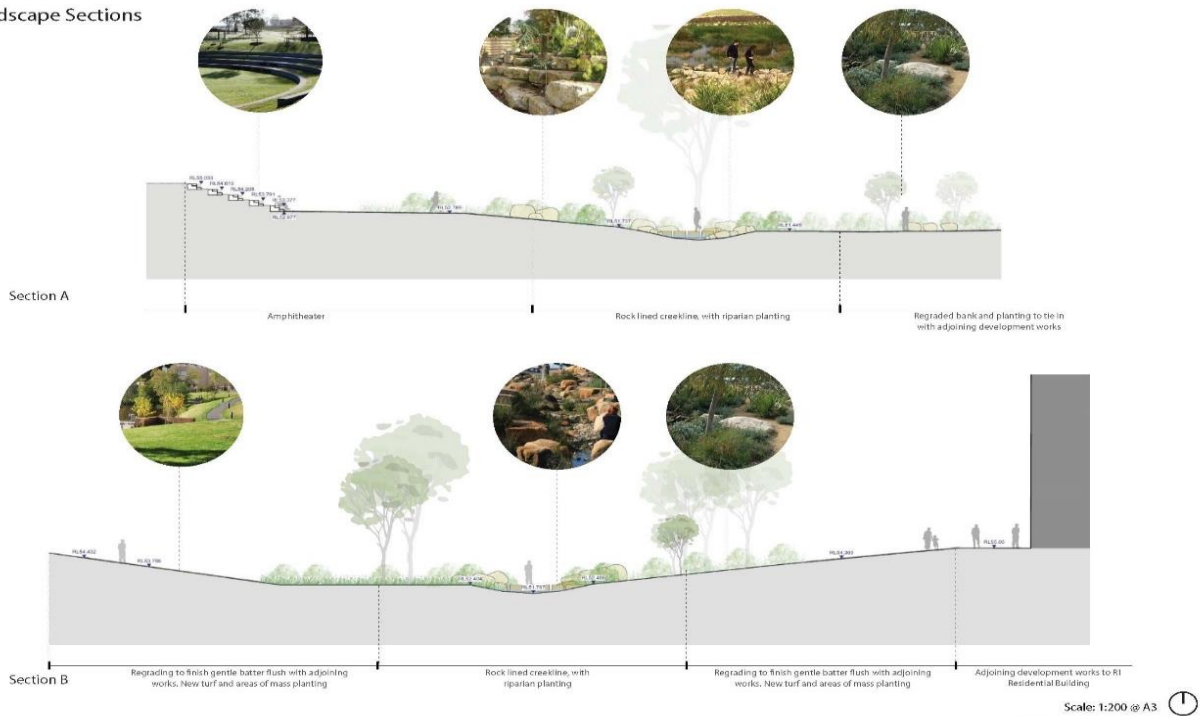 dscape Sections
Section A
Amphitheater
Rock lined creekline, with riparian planting
Regraded bank and planting to tie in
with adjoining development works
RL54.432
Section B
Regrading to finish gentle batter flush with adjoining
works. New turf and areas of mass planting
Rock lined creekline, with
riparian planting
Regrading to finish gentle batter flush with adjoining
works. New turf and areas of mass planting
Adjoining development works to R1
Residential Building
Scale: 1:200 @ A3